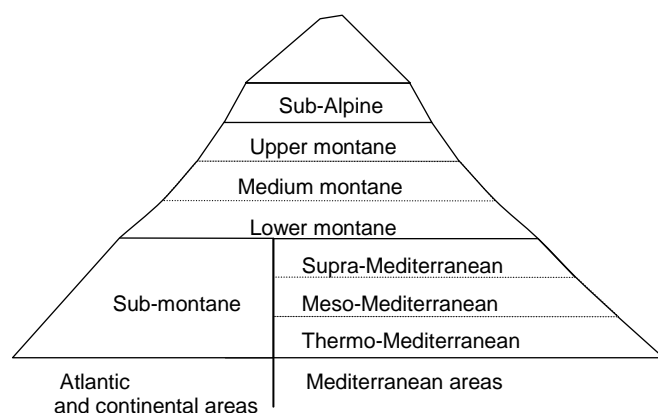 Sub-Alpine
Upper montane
Medium montane
Lower montane
Supra-Mediterranean
Sub-montane
Meso-Mediterranean
Thermo-Mediterranean
Atlantic
and continental areas
Mediterranean areas